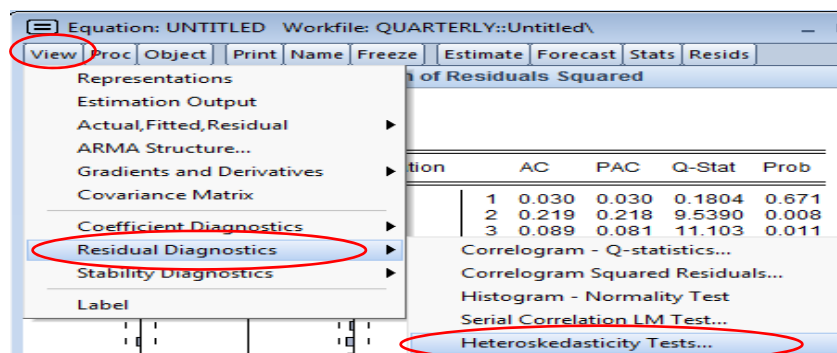 Equation: UNTITLED Workfile: QUARTERLY::Untitled\
View Proc Object Print Name Freeze Estimate Forecast Stats Resids
of Residuals Squared
Representations
Estimation Output
Actual,Fitted,Residual
ARMA Structure...
Gradients and Derivatives
Covariance Matrix
Coefficient Diagnostics
Residual Diagnostics
Stability Diagnostics
Label
tion AC PAC Q-Stat Prob
1 0.030 0.030 0.1804 0.671
2 0.219 0.218 9.5390 0.008
3 0.089 0.081 11.103 0.011
Correlogram - Q-statistics...
Correlogram Squared Residuals...
Histogram - Normality Test
Serial Correlation LM Test...
Heteroskedasticity Tests...